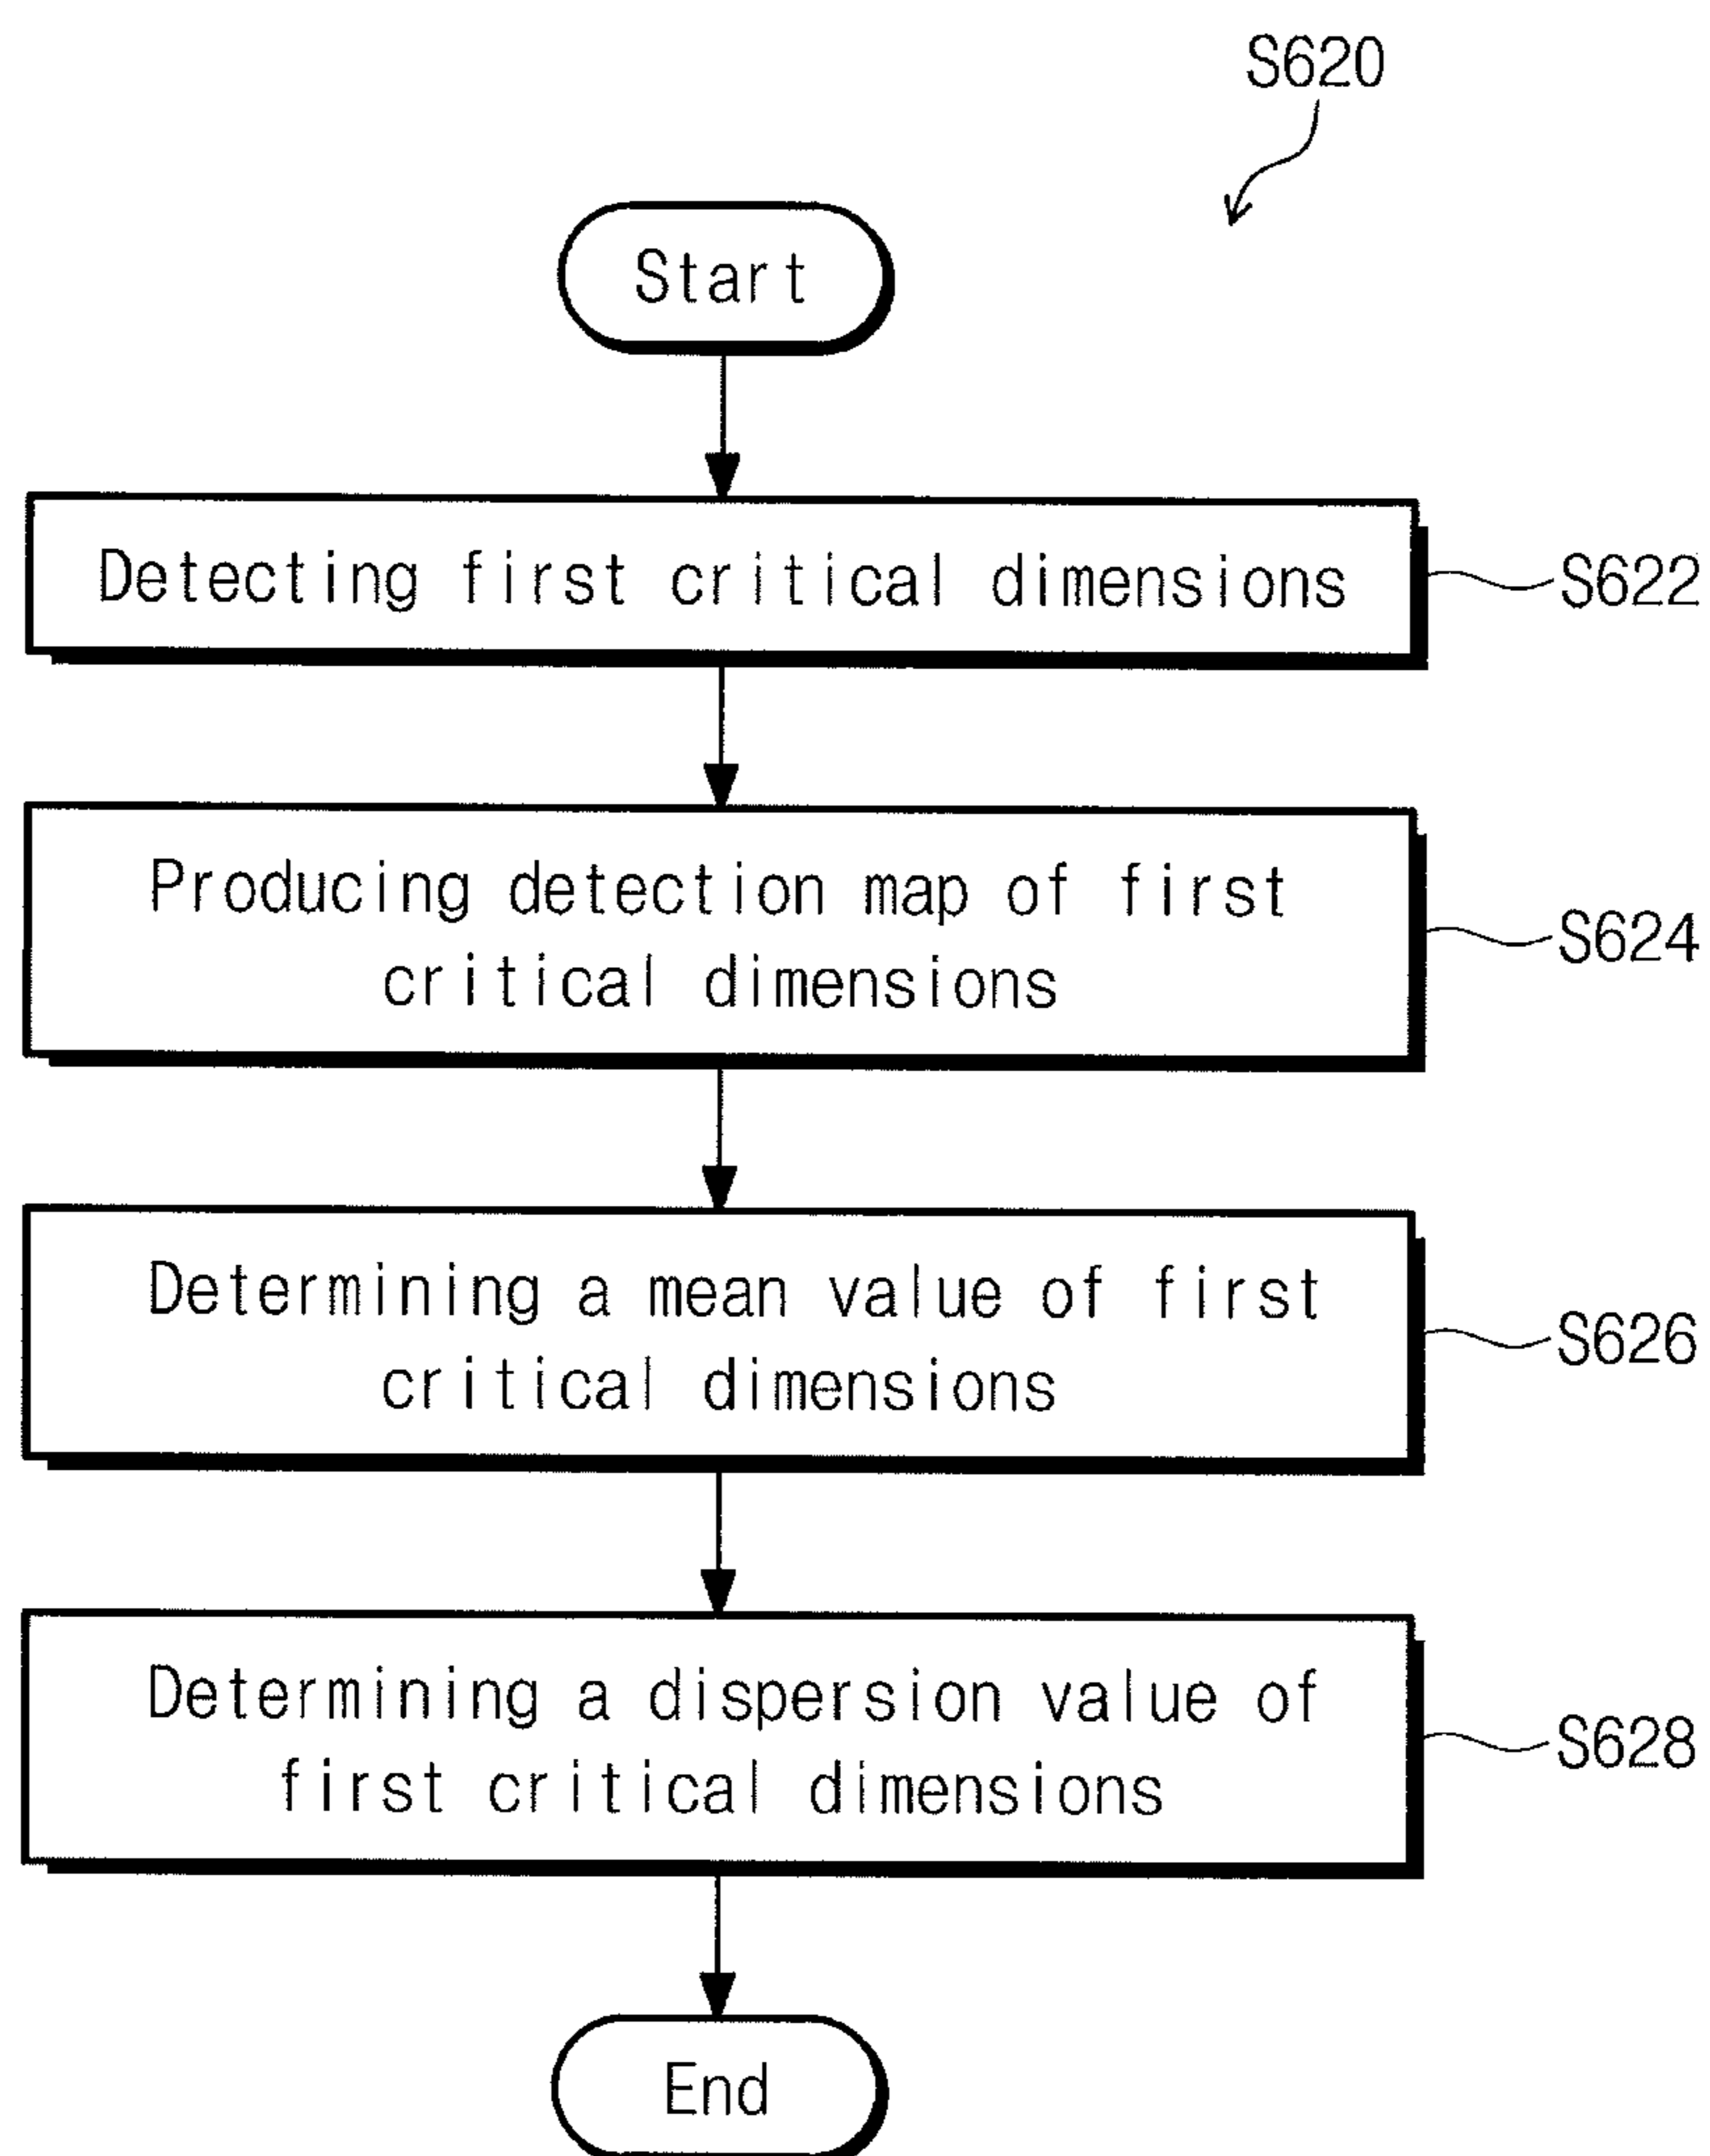 S620
Start
Detecting first critical dimensions
S622
Producing detection map of first
critical dimensions
S624
Determining a mean value of first
critical dimensions
S626
Determining a dispersion value of
first critical dimensions
S628
End